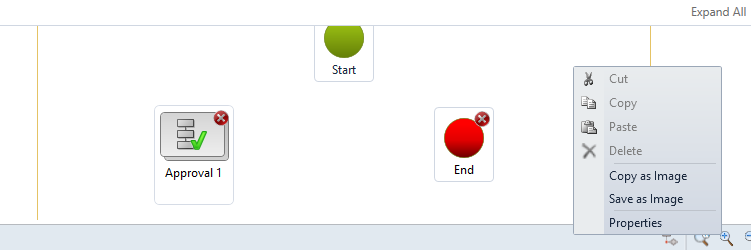 Expand All
Start
Cut
Copy
Paste
Delete
Approval 1
End
Copy as Image
Save as Image
Properties